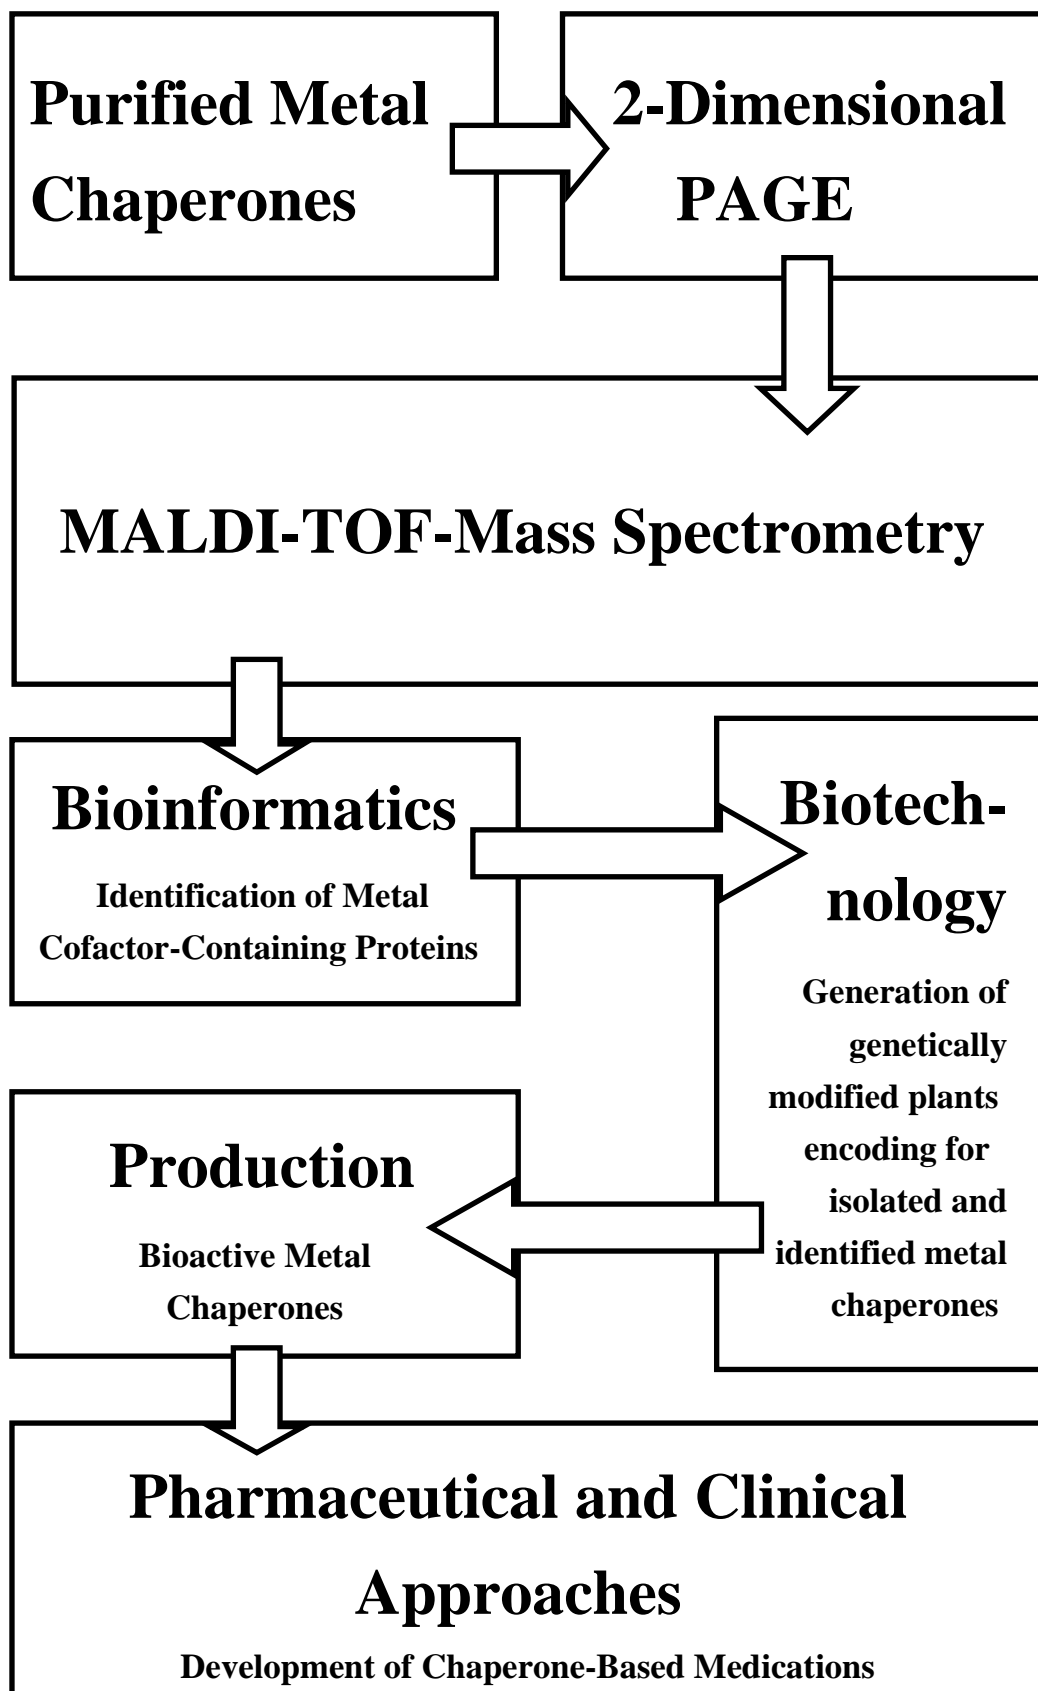 Purified Metal
Chaperones
2-Dimensional
PAGE
MALDI-TOF-Mass Spectrometry
Bioinformatics
Identification of Metal
Cofactor-Containing Proteins
Biotech-
nology
Generation of
genetically
modified plants
encoding for
isolated and
identified metal
chaperones
Production
Bioactive Metal
Chaperones
Pharmaceutical and Clinical
Approaches
Development of Chaperone-Based Medications